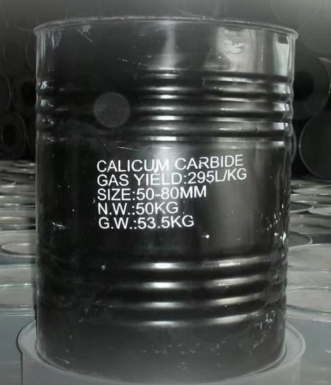 CALICUM CARBIDE
GAS YIELD:295L/KG
SIZE:50-80MM
N.W.:50KG
G.W.:53.5KG